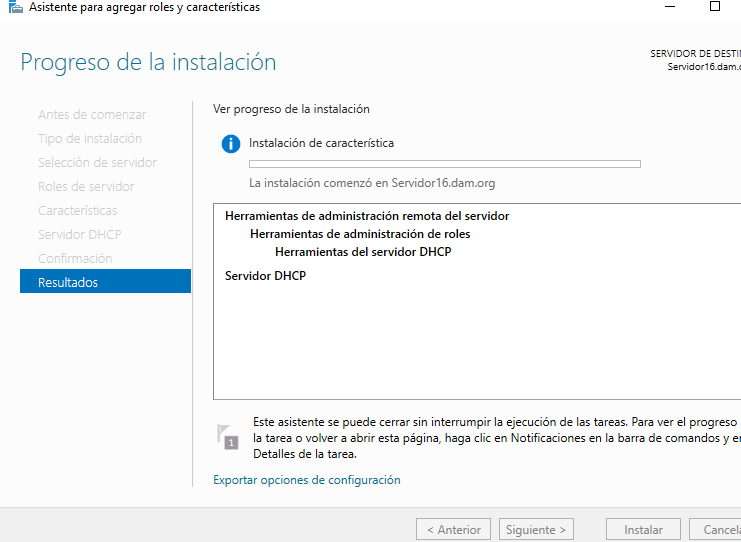 Asistente para agregar roles y características
Progreso de la instalación
SERVIDOR DE DESTIN
Servidor16.dam.o
Antes de comenzar
Tipo de instalación
Selección de servidor
Roles de servidor
Características
Servidor DHCP
Confirmación
Resultados
Ver progreso de la instalación
Instalación de característica
La instalación comenzó en Servidor16.dam.org
Herramientas de administración remota del servidor
Herramientas de administración de roles
Herramientas del servidor DHCP
Servidor DHCP
1
Este asistente se puede cerrar sin interrumpir la ejecución de las tareas. Para ver el progreso
la tarea o volver a abrir esta página, haga clic en Notificaciones en la barra de comandos y en
Detalles de la tarea.
Exportar opciones de configuración
< Anterior
Siguiente >
Instalar
Cancela